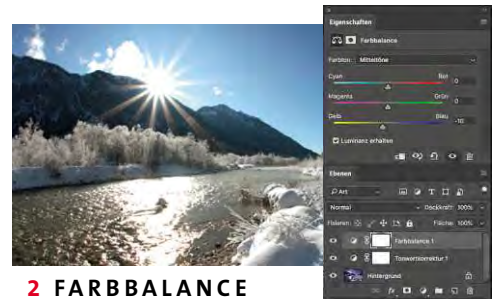 Eigenschaften
Farbbalance
Farbton: Mitteltöne
Cyan Rot 0
Magenta Grün 0
Gelb Blau -10
Luminanz erhalten
Ebenen
Art
Normal Deckkraft: 100%
Fixieren: Fläche: 100%
Farbbalance 1
Tonwertkorrektur 1
Hintergrund
2 FARBBALANCE